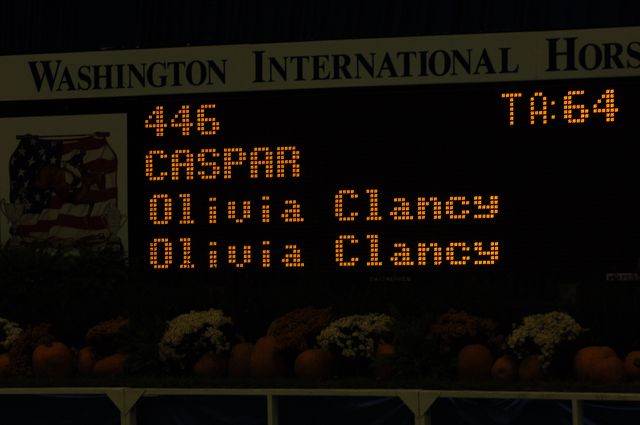 WASHINGTON INTERNATIONAL HORS
446 TA:64
CASPAR
Olivia Clancy
Olivia Clancy